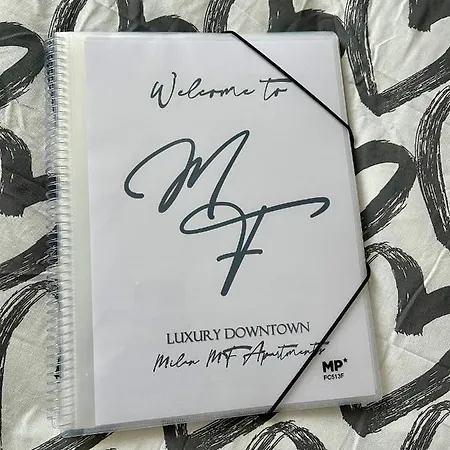 Welcome to
MF
LUXURY DOWNTOWN
Milan MF Apartments
MP*
PC513F